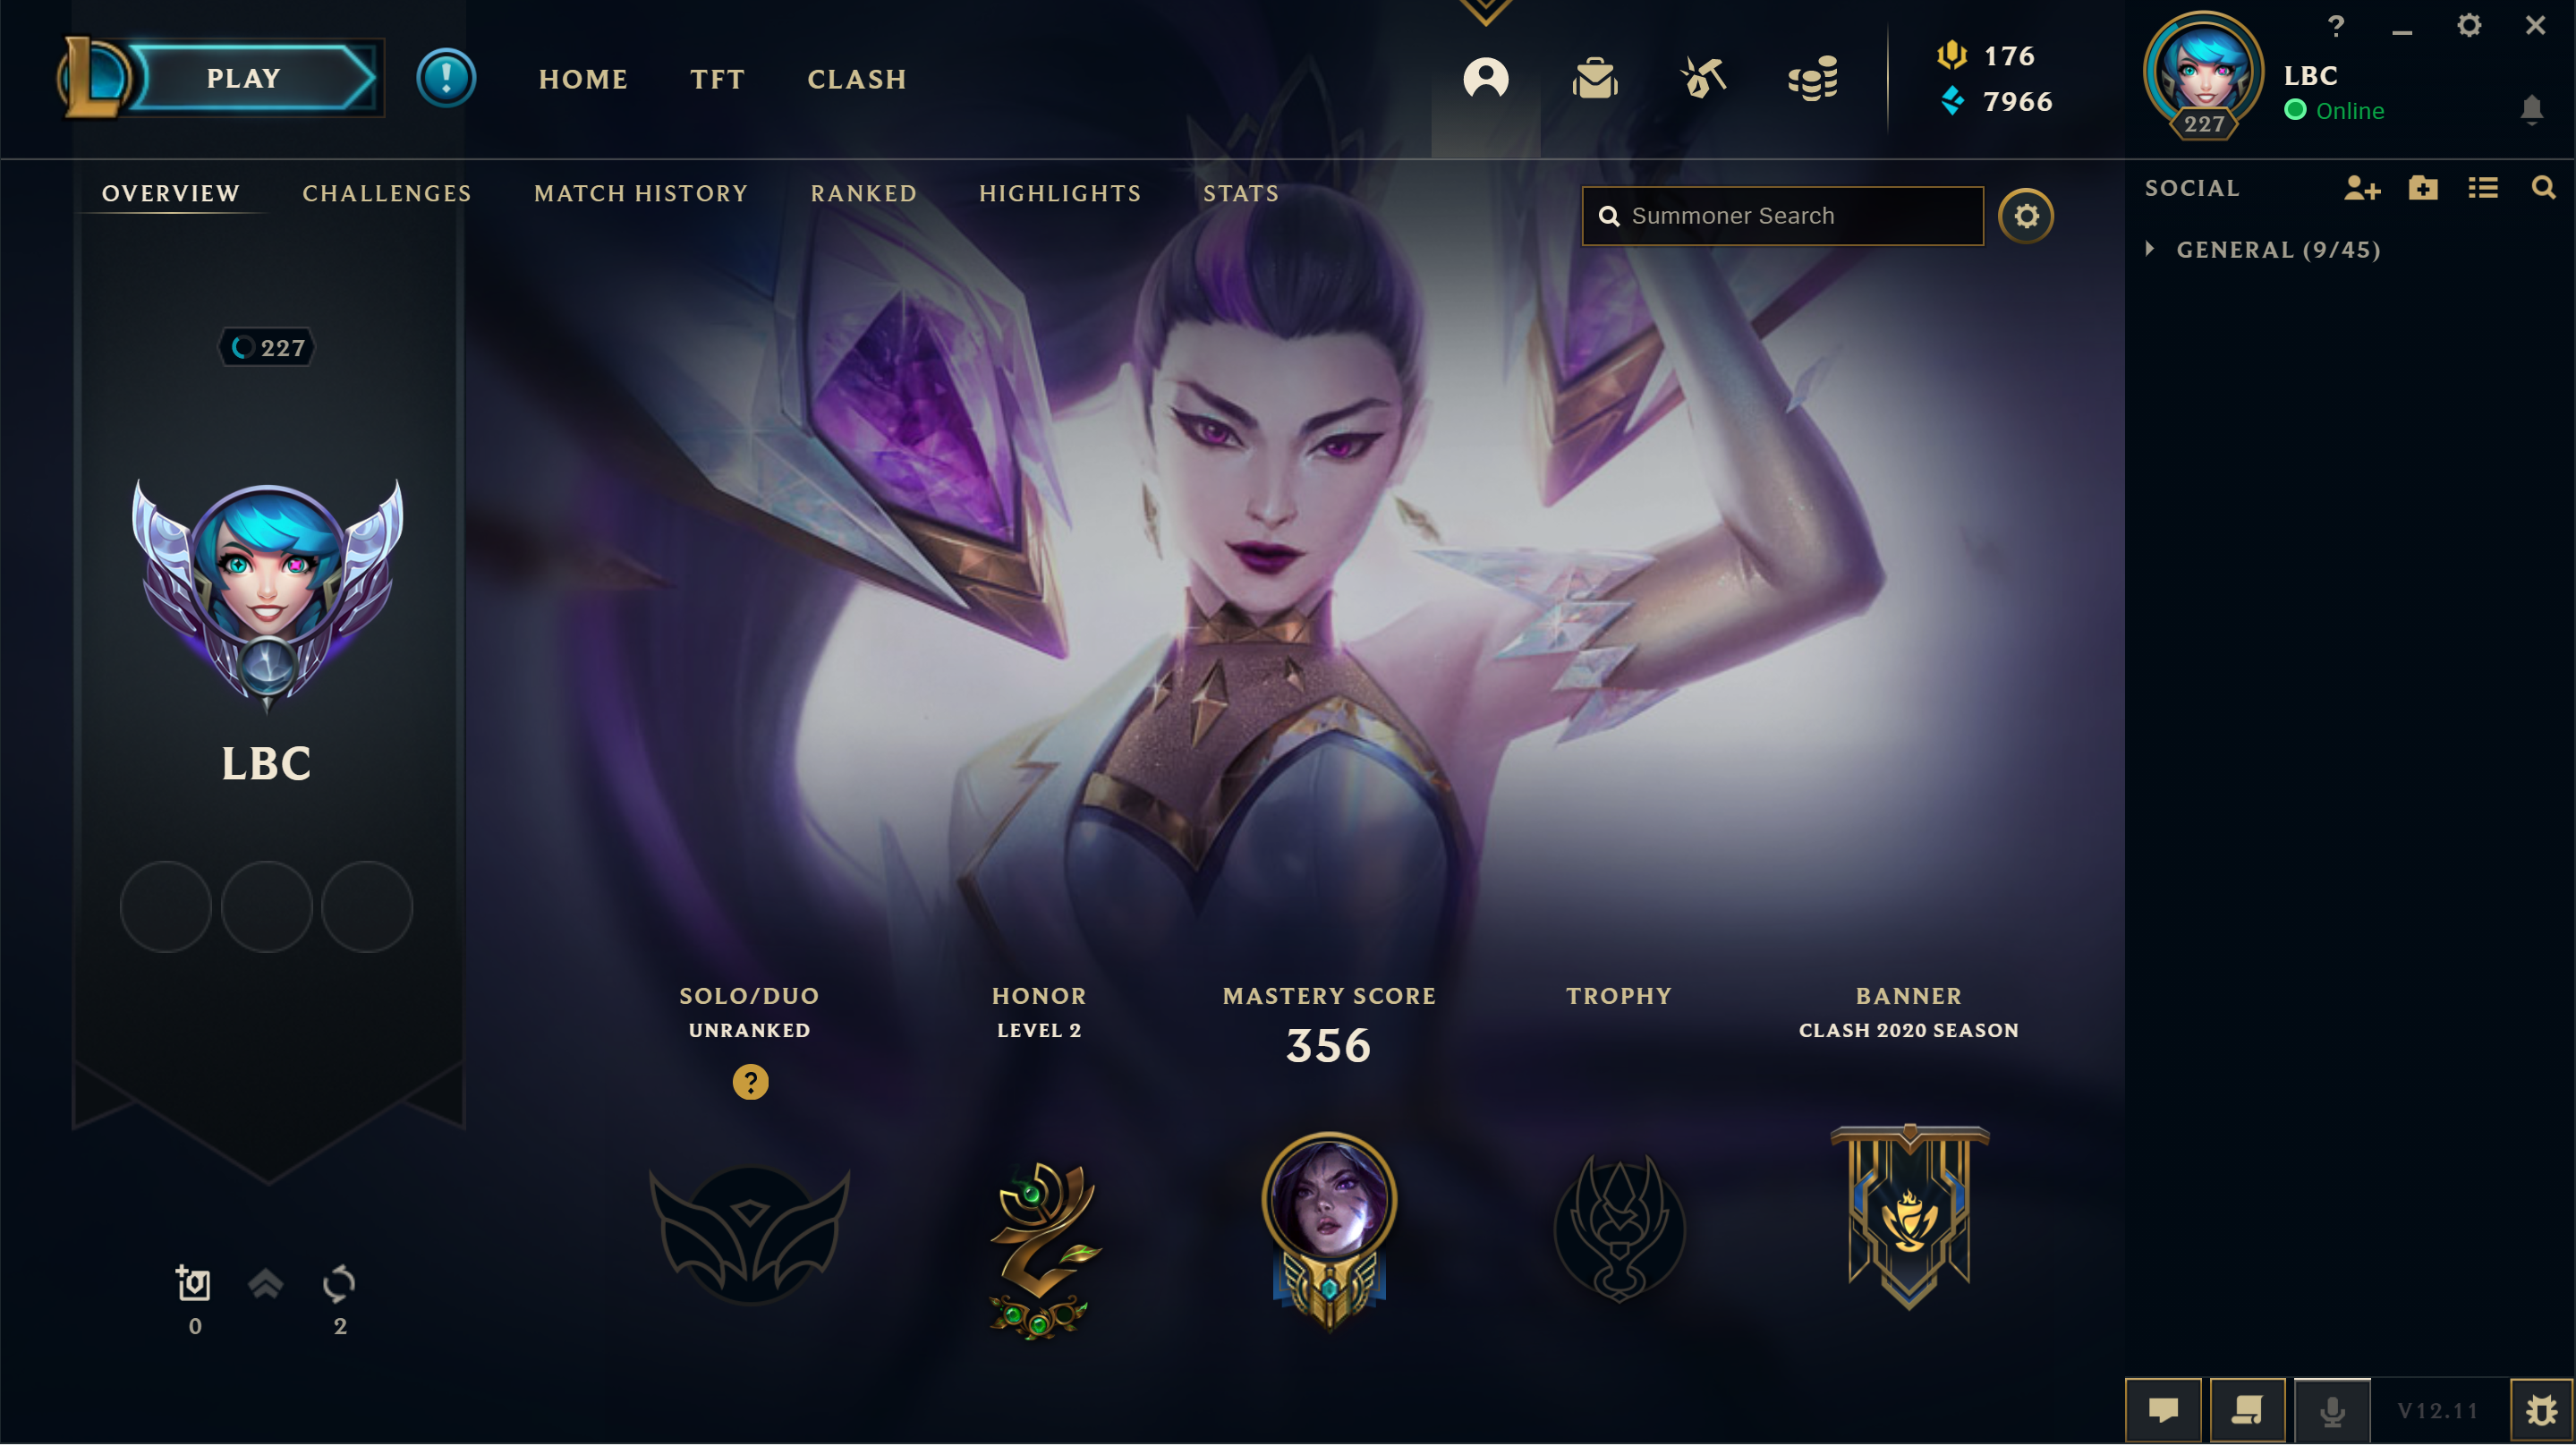 PLAY
HOME
TFT
CLASH
176
7966
227
LBC
Online
OVERVIEW
CHALLENGES
MATCH HISTORY
RANKED
HIGHLIGHTS
STATS
Summoner Search
SOCIAL
GENERAL (9/45)
227
LBC
SOLO/DUO
UNRANKED
?
HONOR
LEVEL 2
MASTERY SCORE
356
TROPHY
BANNER
CLASH 2020 SEASON
0
2
V12.11